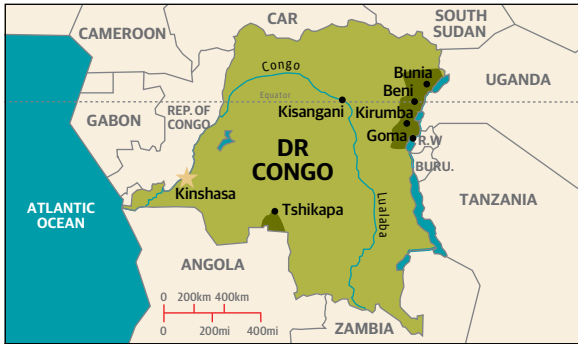 CAR
SOUTH
SUDAN
CAMEROON
Congo
Bunia
UGANDA
Equator
Beni
Kisangani
Kirumba
REP. OF
CONGO
GABON
Goma
R.W
DR
CONGO
BURU.
Kinshasa
TANZANIA
Tshikapa
Lualaba
ATLANTIC
OCEAN
ANGOLA
0 200km 400km
0 200mi 400mi
ZAMBIA